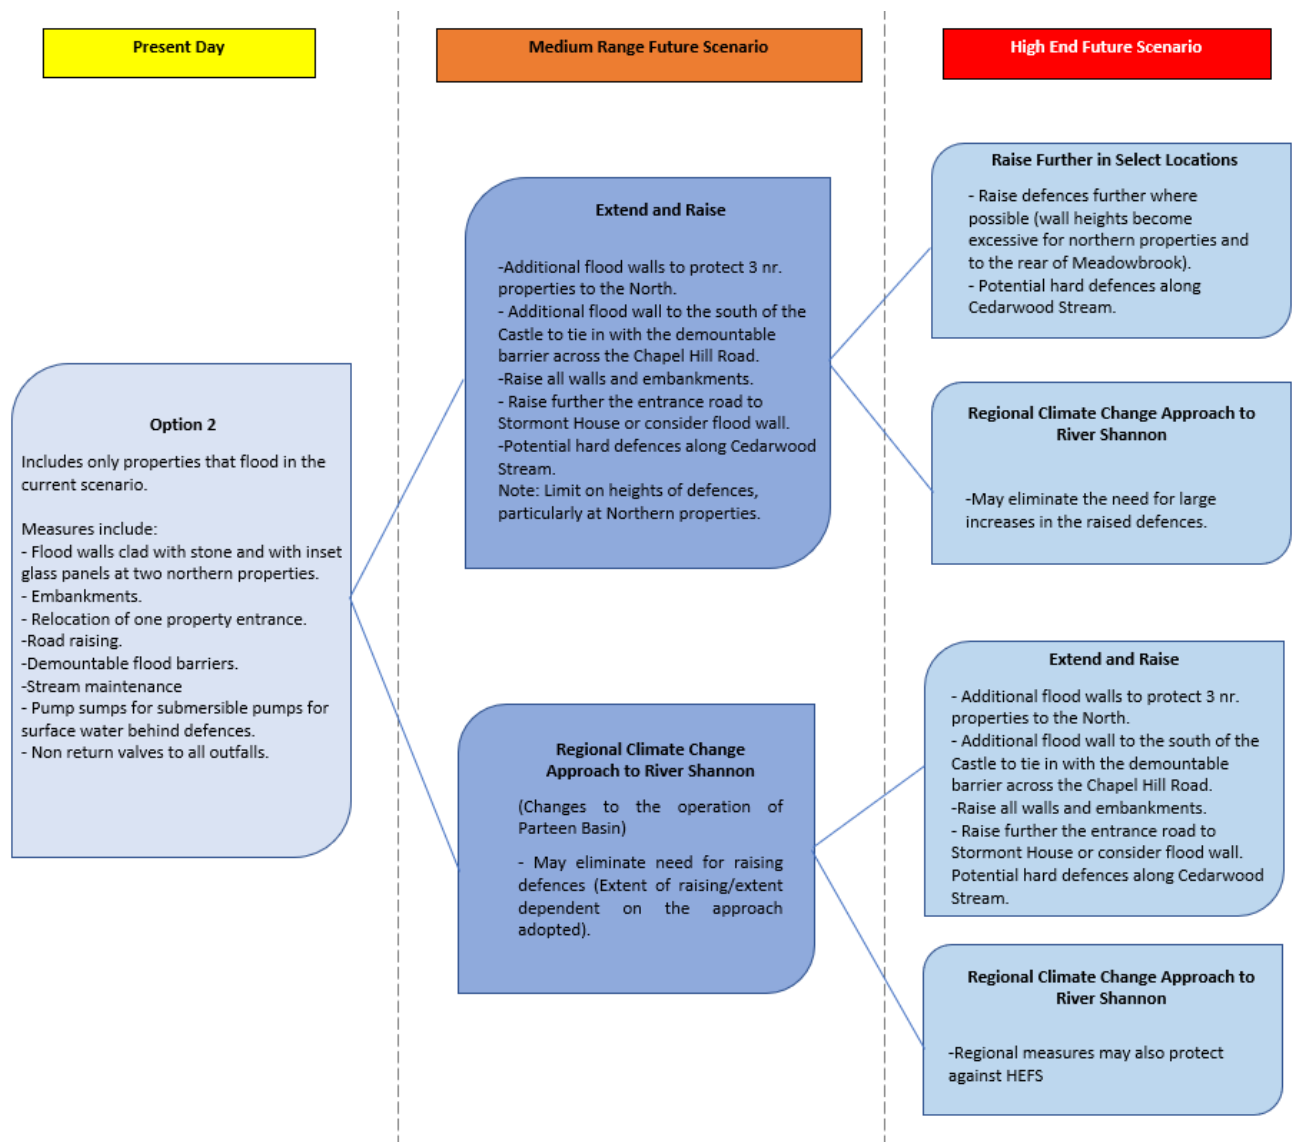 Present Day
Medium Range Future Scenario
High End Future Scenario
Option 2
Includes only properties that flood in the
current scenario.
Measures include:
- Flood walls clad with stone and with inset
glass panels at two northern properties.
- Embankments.
- Relocation of one property entrance.
-Road raising.
-Demountable flood barriers.
-Stream maintenance
- Pump sumps for submersible pumps for
surface water behind defences.
- Non return valves to all outfalls.
Extend and Raise
-Additional flood walls to protect 3 nr.
properties to the North.
- Additional flood wall to the south of the
Castle to tie in with the demountable
barrier across the Chapel Hill Road.
-Raise all walls and embankments.
- Raise further the entrance road to
Stormont House or consider flood wall.
-Potential hard defences along Cedarwood
Stream.
Note: Limit on heights of defences,
particularly at Northern properties.
Regional Climate Change
Approach to River Shannon
(Changes to the operation of
Parteen Basin)
- May eliminate need for raising
defences (Extent of raising/extent
dependent on the approach
adopted).
Raise Further in Select Locations
- Raise defences further where
possible (wall heights become
excessive for northern properties and
to the rear of Meadowbrook).
- Potential hard defences along
Cedarwood Stream.
Regional Climate Change Approach to
River Shannon
-May eliminate the need for large
increases in the raised defences.
Extend and Raise
- Additional flood walls to protect 3 nr.
properties to the North.
- Additional flood wall to the south of the
Castle to tie in with the demountable
barrier across the Chapel Hill Road.
-Raise all walls and embankments.
- Raise further the entrance road to
Stormont House or consider flood wall.
Potential hard defences along Cedarwood
Stream.
Regional Climate Change Approach to
River Shannon
-Regional measures may also protect
against HEFS